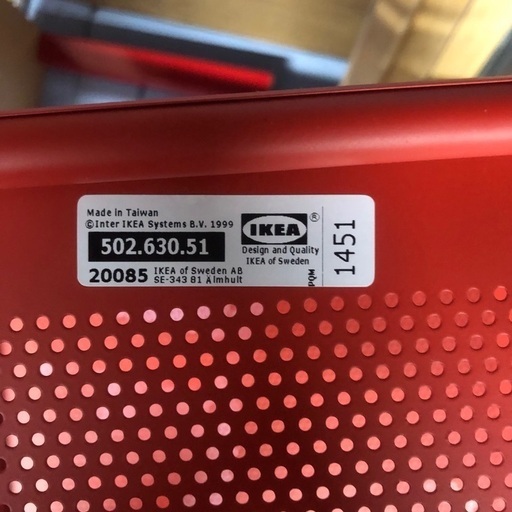 Made in Taiwan
©Inter IKEA Systems B.V. 1999
502.630.51
20085 IKEA of Sweden AB
SE-343 81 Älmhult
IKEA®
Design and Quality
IKEA of Sweden
PQM
1451